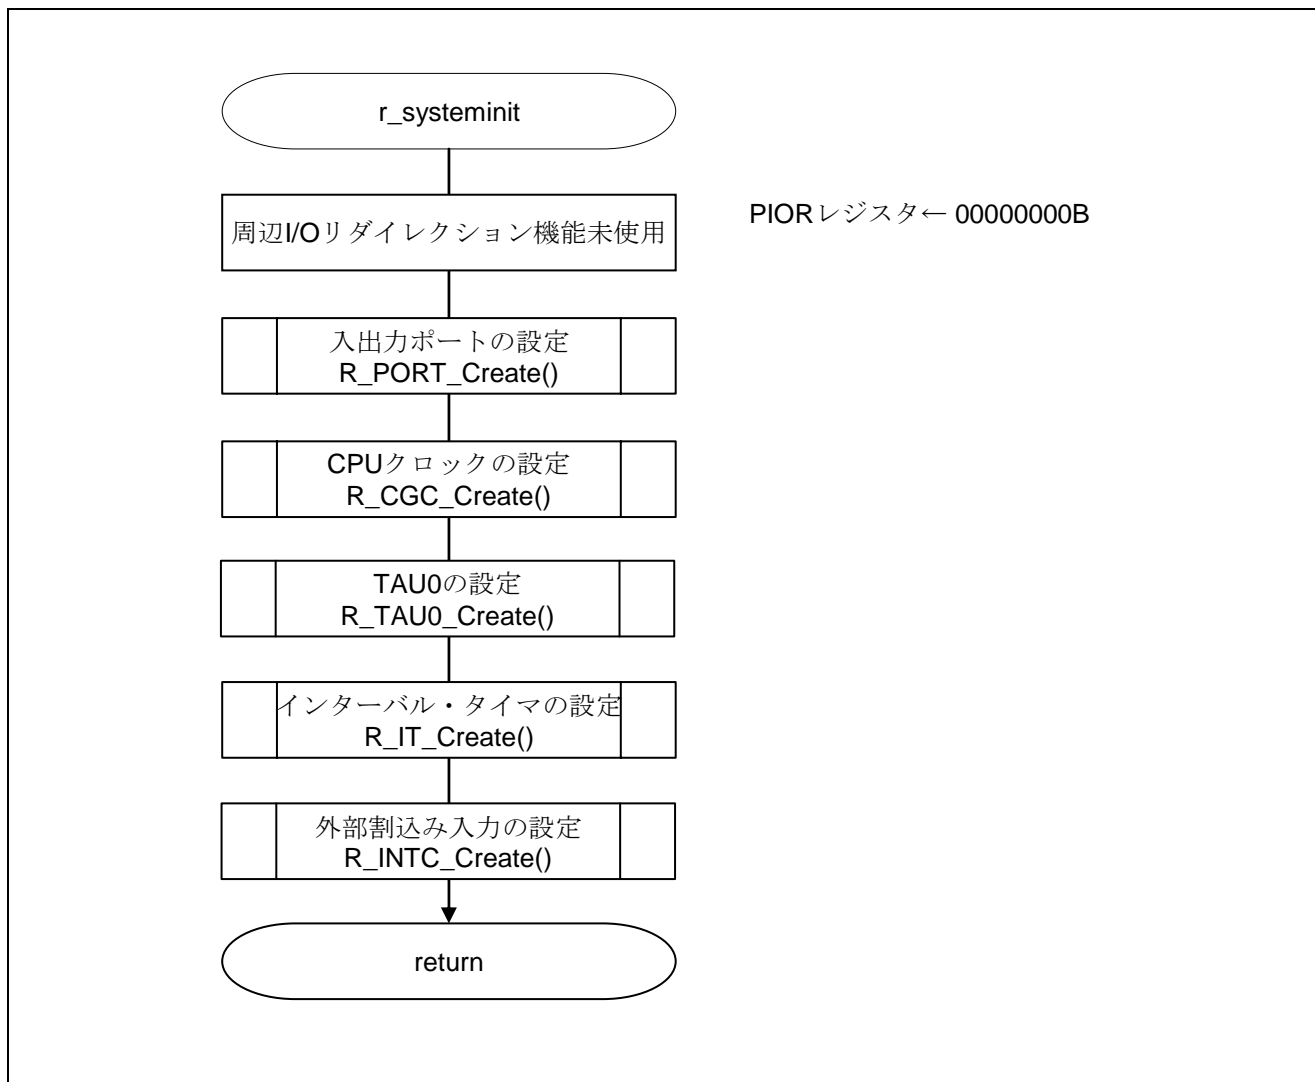 r_systeminit
周辺I/Oリダイレクション機能未使用
PIORレジスタ← 00000000B
入出力ポートの設定
R_PORT_Create()
CPUクロックの設定
R_CGC_Create()
TAU0の設定
R_TAU0_Create()
インターバル・タイマの設定
R_IT_Create()
外部割込み入力の設定
R_INTC_Create()
return